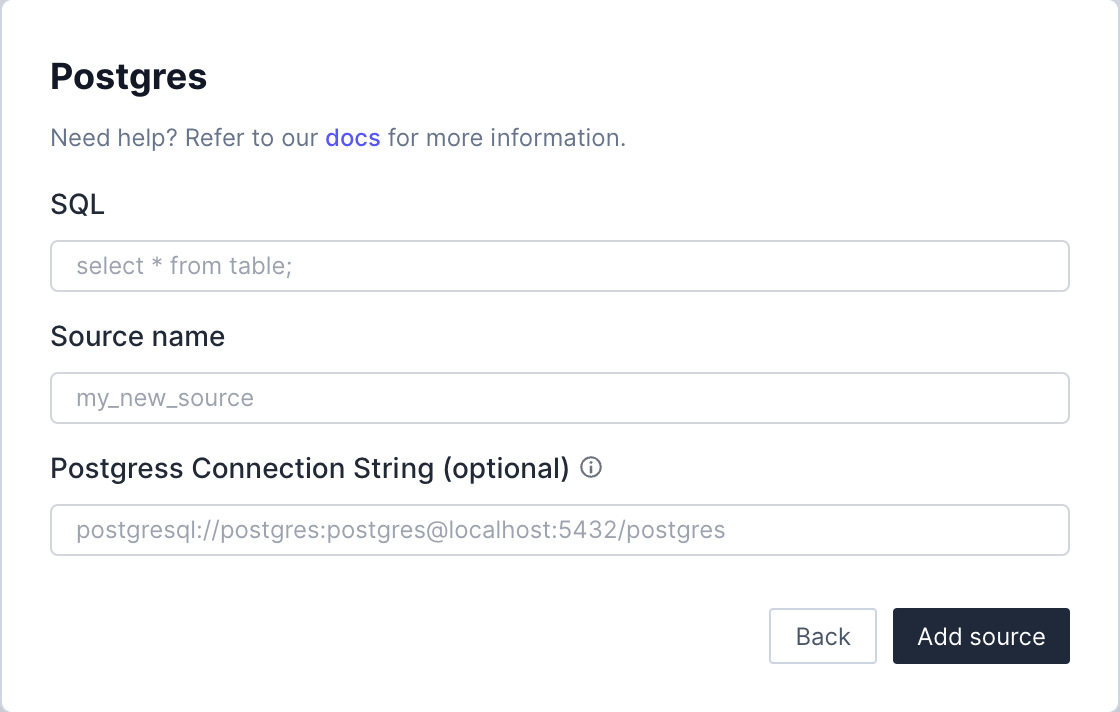 Postgres
Need help? Refer to our docs for more information.
SQL
select * from table;
Source name
my_new_source
Postgress Connection String (optional)
postgresql://postgres:postgres@localhost:5432/postgres
Back Add source